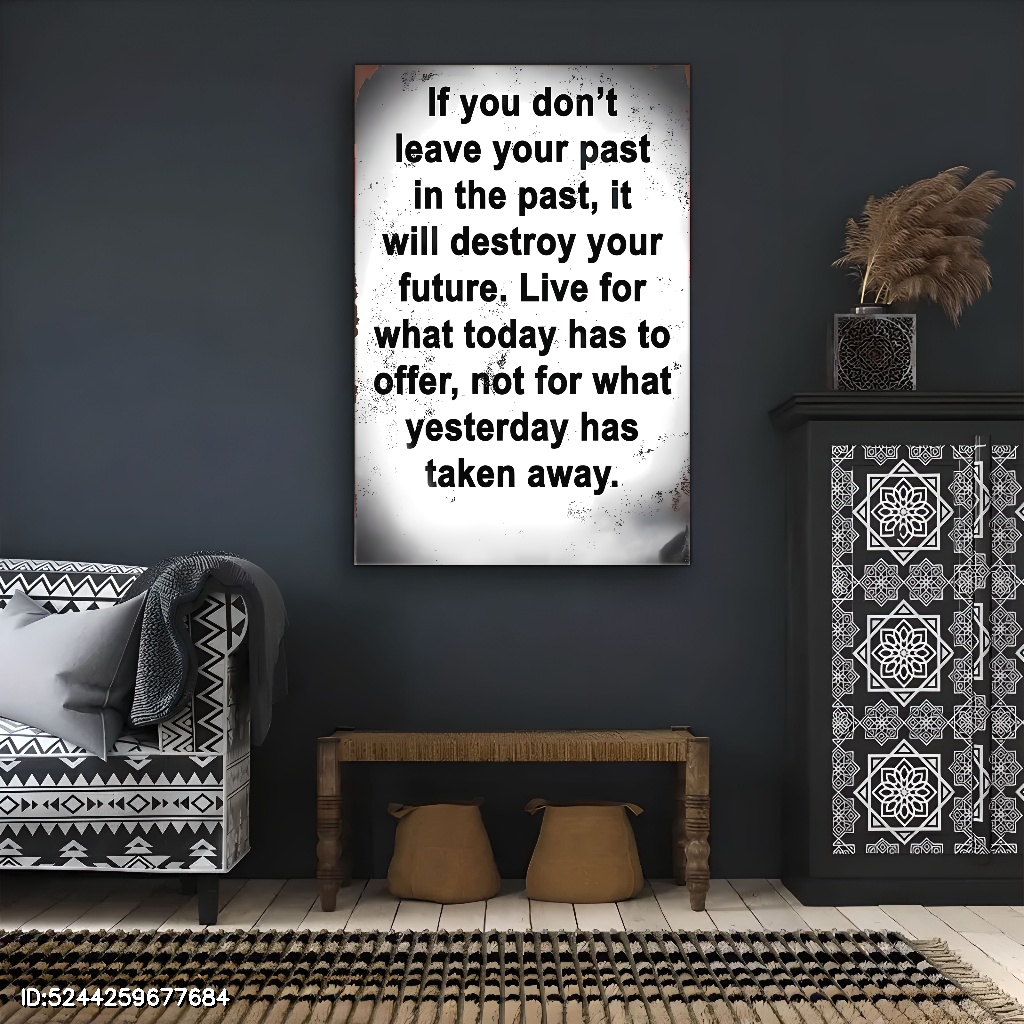 If you don’t
leave your past
in the past, it
will destroy your
future. Live for
what today has to
offer, not for what
yesterday has
taken away.
ID:5244259677684